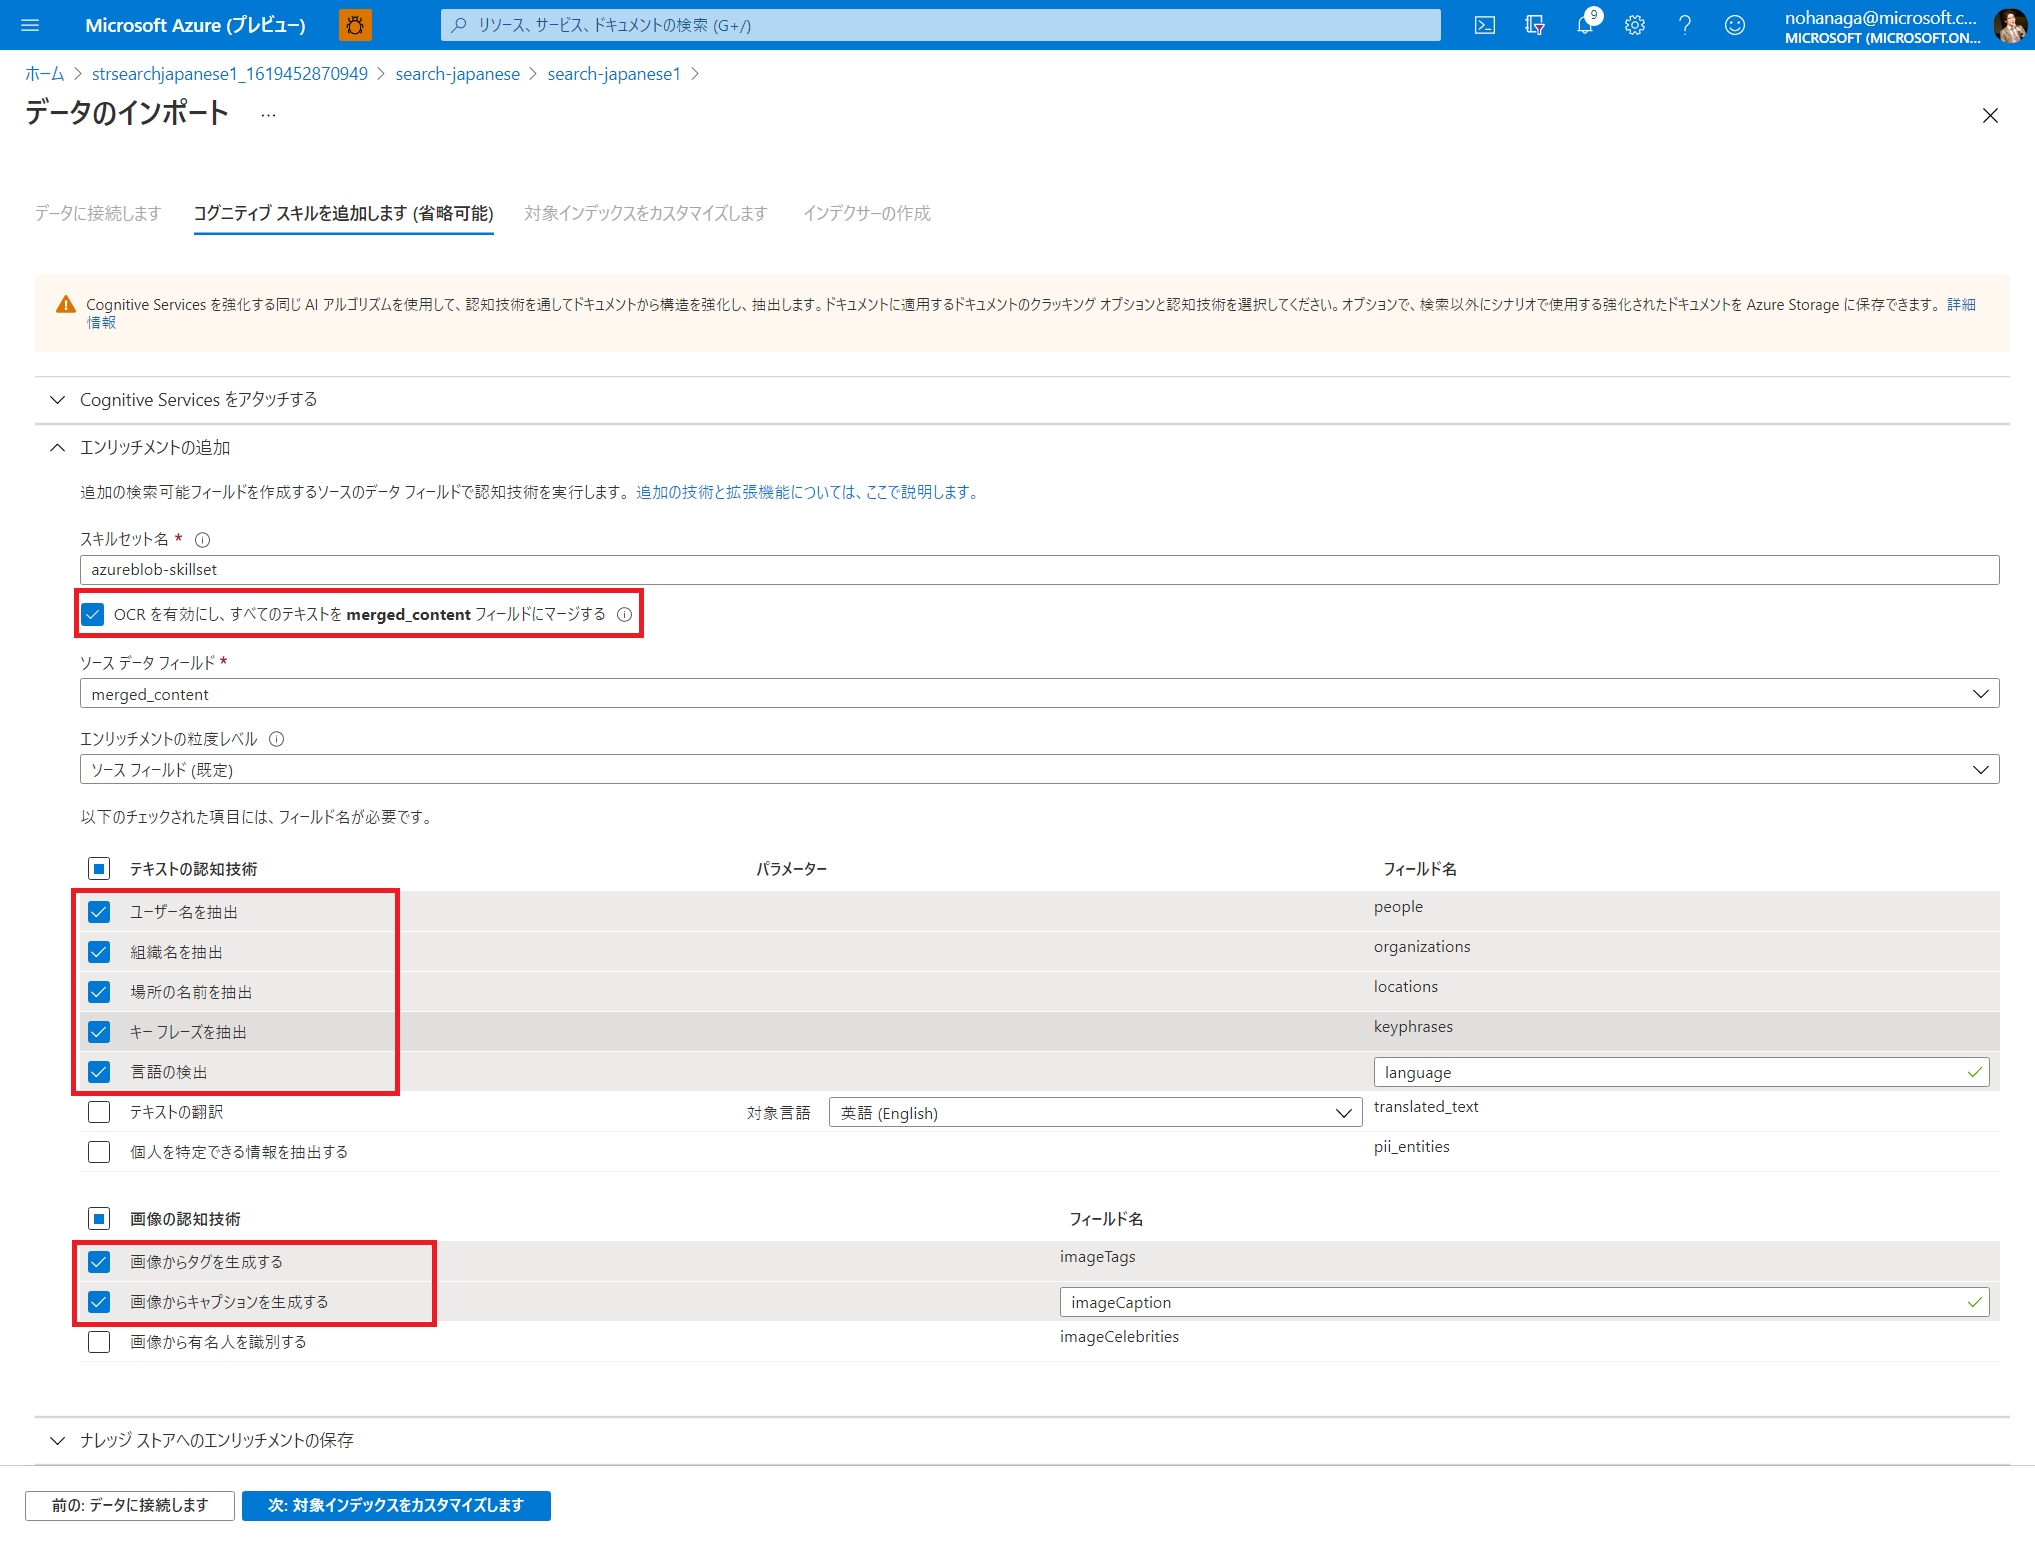 Microsoft Azure (プレビュー)
リソース、サービス、ドキュメントの検索 (G+/)
9
nohanaga@microsoft.c...
MICROSOFT (MICROSOFT.ON...
ホーム > strsearchjapanese1_1619452870949 > search-japanese > search-japanese1 >
データのインポート ...
データに接続します コグニティブ スキルを追加します (省略可能) 対象インデックスをカスタマイズします インデクサーの作成
Cognitive Services を強化する同じ AI アルゴリズムを使用して、認知技術を通してドキュメントから構造を強化し、抽出します。ドキュメントに適用するドキュメントのクラッキング オプションと認知技術を選択してください。オプションで、検索以外にシナリオで使用する強化されたドキュメントを Azure Storage に保存できます。 詳細
情報
Cognitive Services をアタッチする
エンリッチメントの追加
追加の検索可能フィールドを作成するソースのデータ フィールドで認知技術を実行します。 追加の技術と拡張機能については、ここで説明します。
スキルセット名 *
azureblob-skillset
OCR を有効にし、すべてのテキストを merged_content フィールドにマージする
ソース データ フィールド *
merged_content
エンリッチメントの粒度レベル
ソース フィールド (既定)
以下のチェックされた項目には、フィールド名が必要です。
テキストの認知技術 パラメーター フィールド名
ユーザー名を抽出 people
組織名を抽出 organizations
場所の名前を抽出 locations
キー フレーズを抽出 keyphrases
言語の検出 language
テキストの翻訳 対象言語 英語 (English) translated_text
個人を特定できる情報を抽出する pii_entities
画像の認知技術 フィールド名
画像からタグを生成する imageTags
画像からキャプションを生成する imageCaption
画像から有名人を識別する imageCelebrities
ナレッジ ストアへのエンリッチメントの保存
前の: データに接続します 次: 対象インデックスをカスタマイズします